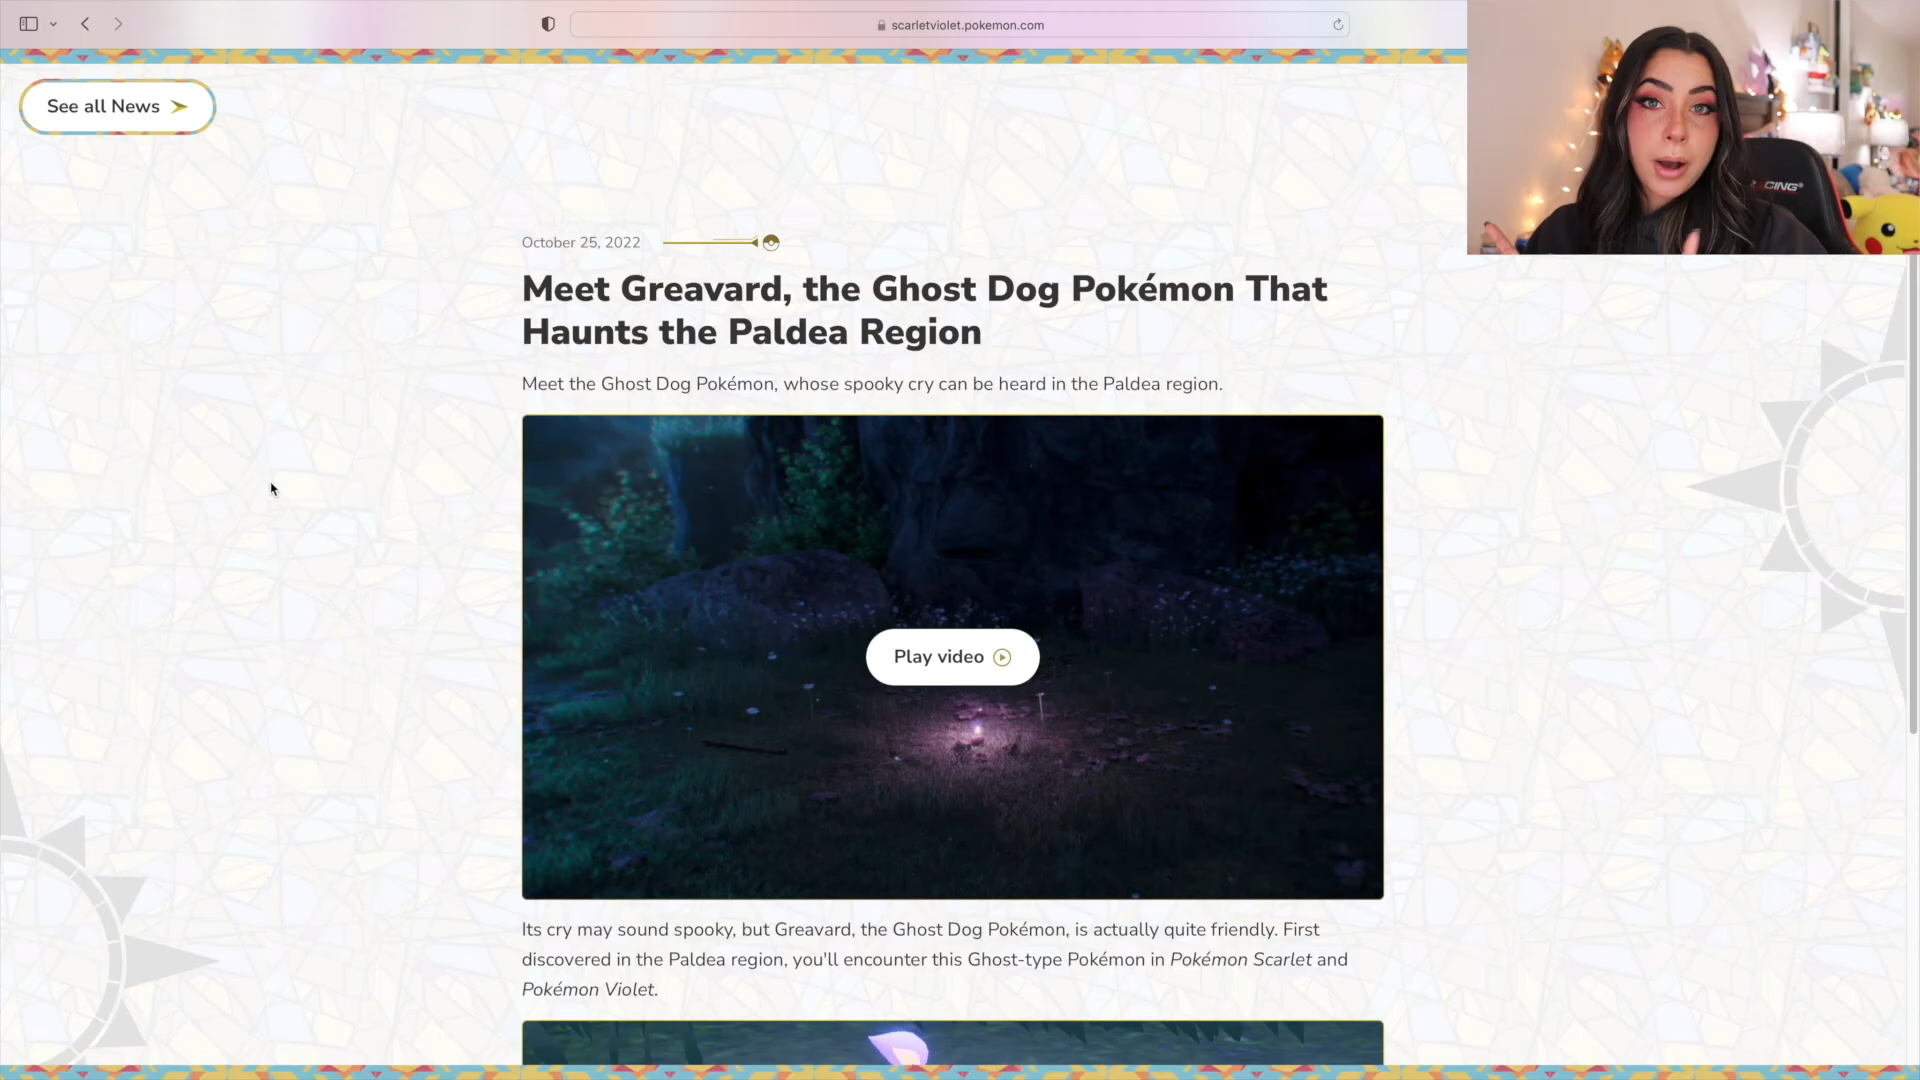 scarletviolet.pokemon.com
See all News
October 25, 2022
Meet Greavard, the Ghost Dog Pokémon That
Haunts the Paldea Region
Meet the Ghost Dog Pokémon, whose spooky cry can be heard in the Paldea region.
Play video
Its cry may sound spooky, but Greavard, the Ghost Dog Pokémon, is actually quite friendly. First
discovered in the Paldea region, you'll encounter this Ghost-type Pokémon in Pokémon Scarlet and
Pokémon Violet.
CING